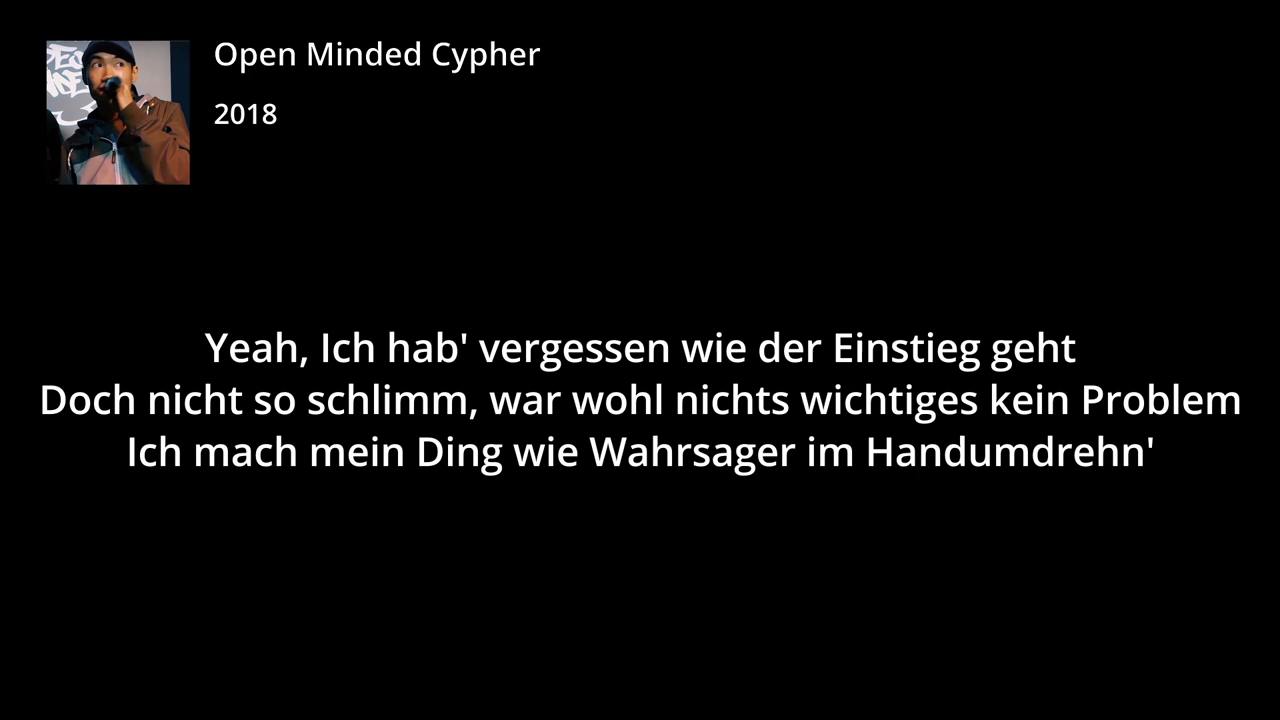 Open Minded Cypher
2018
Yeah, Ich hab' vergessen wie der Einstieg geht
Doch nicht so schlimm, war wohl nichts wichtiges kein Problem
Ich mach mein Ding wie Wahrsager im Handumdrehn'